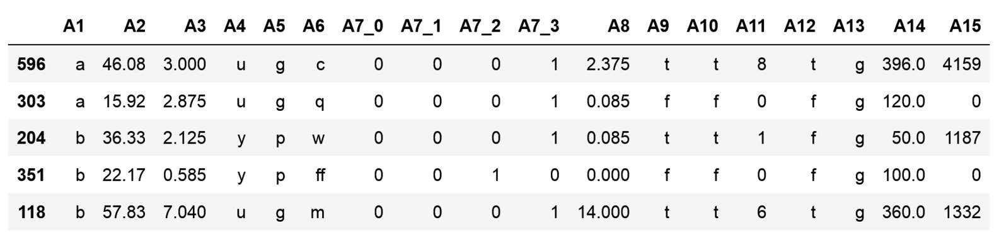 A1 A2 A3 A4 A5 A6 A7_0 A7_1 A7_2 A7_3 A8 A9 A10 A11 A12 A13 A14 A15
596 a 46.08 3.000 u g c 0 0 0 1 2.375 t t 8 t g 396.0 4159
303 a 15.92 2.875 u g q 0 0 0 1 0.085 f f 0 f g 120.0 0
204 b 36.33 2.125 y p w 0 0 0 1 0.085 t t 1 f g 50.0 1187
351 b 22.17 0.585 y p ff 0 0 1 0 0.000 f f 0 f g 100.0 0
118 b 57.83 7.040 u g m 0 0 0 1 14.000 t t 6 t g 360.0 1332